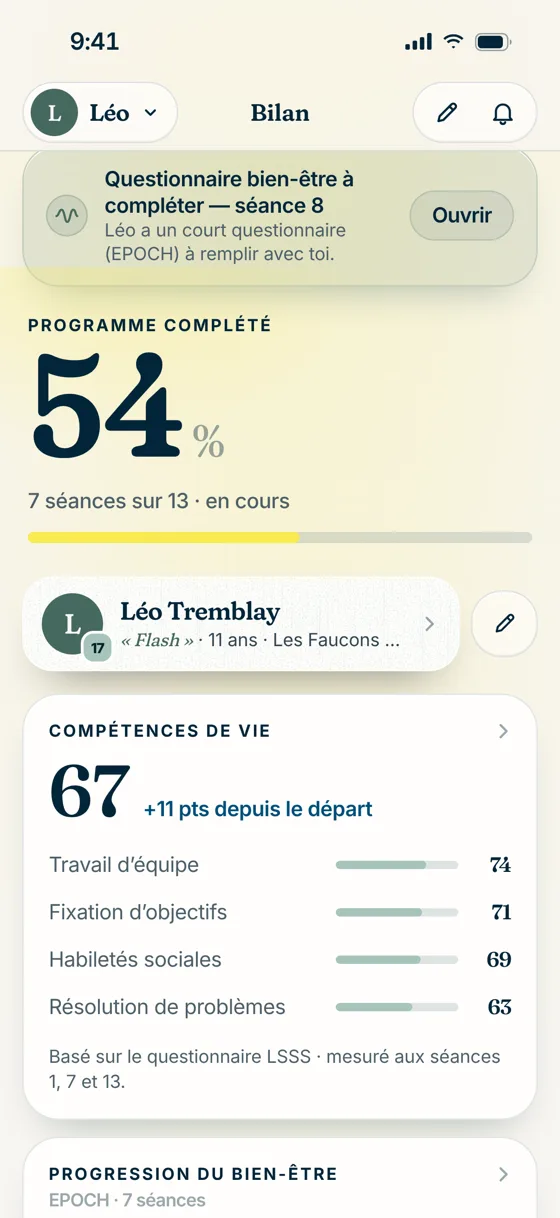 9:41
L Léo
Bilan
Questionnaire bien-être à
compléter — séance 8
Léo a un court questionnaire
(EPOCH) à remplir avec toi.
Ouvrir
PROGRAMME COMPLÉTÉ
54 %
7 séances sur 13 · en cours
L
17
Léo Tremblay
« Flash » · 11 ans · Les Faucons ...
COMPÉTENCES DE VIE
67 +11 pts depuis le départ
Travail d’équipe 74
Fixation d’objectifs 71
Habiletés sociales 69
Résolution de problèmes 63
Basé sur le questionnaire LSSS · mesuré aux séances
1, 7 et 13.
PROGRESSION DU BIEN-ÊTRE
EPOCH · 7 séances